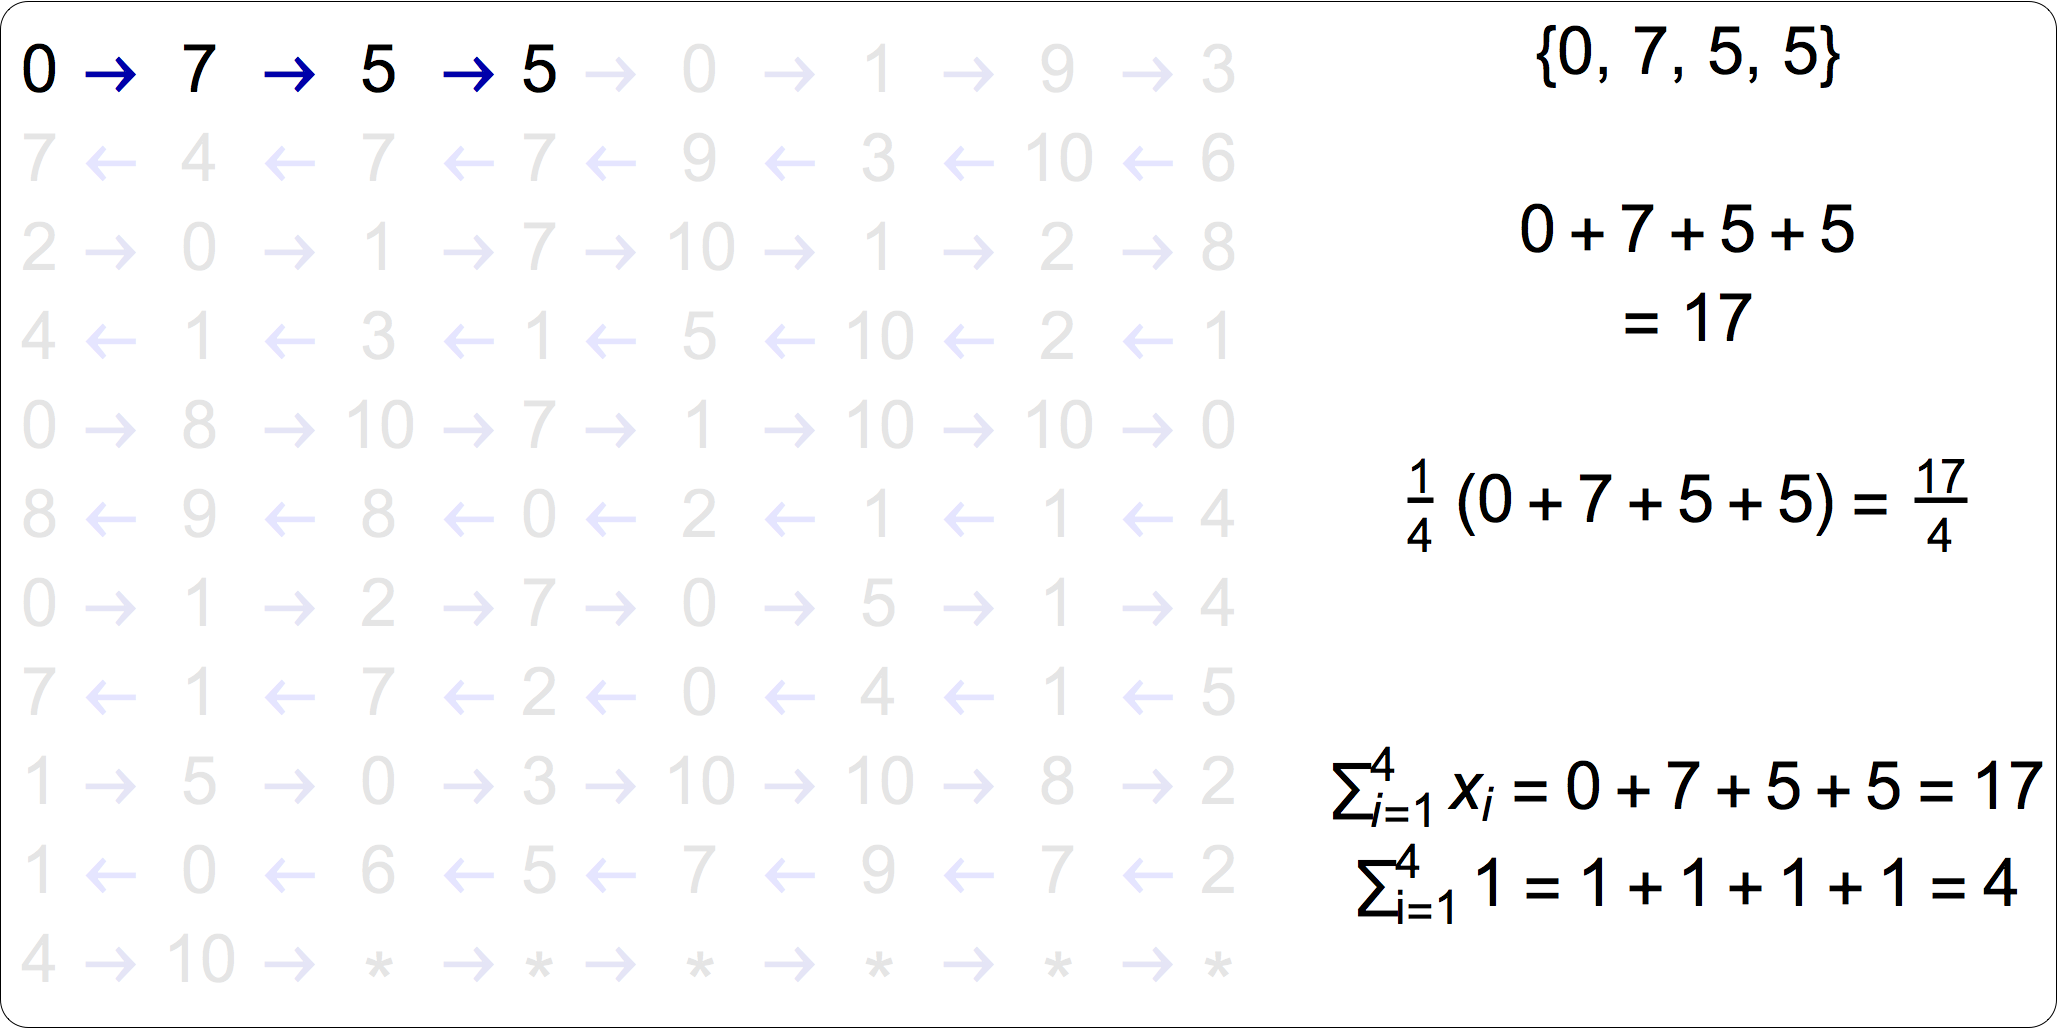 0 → 7 → 5 → 5 → 0 → 1 → 9 → 3
7 ← 4 ← 7 ← 7 ← 9 ← 3 ← 10 ← 6
2 → 0 → 1 → 7 → 10 → 1 → 2 → 8
4 ← 1 ← 3 ← 1 ← 5 ← 10 ← 2 ← 1
0 → 8 → 10 → 7 → 1 → 10 → 10 → 0
8 ← 9 ← 8 ← 0 ← 2 ← 1 ← 1 ← 4
0 → 1 → 2 → 7 → 0 → 5 → 1 → 4
7 ← 1 ← 7 ← 2 ← 0 ← 4 ← 1 ← 5
1 → 5 → 0 → 3 → 10 → 10 → 8 → 2
1 ← 0 ← 6 ← 5 ← 7 ← 9 ← 7 ← 2
4 → 10 → * → * → * → * → * → *
{0, 7, 5, 5}
0 + 7 + 5 + 5
= 17
1/4 (0 + 7 + 5 + 5) = 17/4
∑_{i=1}^{4} x_i = 0 + 7 + 5 + 5 = 17
∑_{i=1}^{4} 1 = 1 + 1 + 1 + 1 = 4